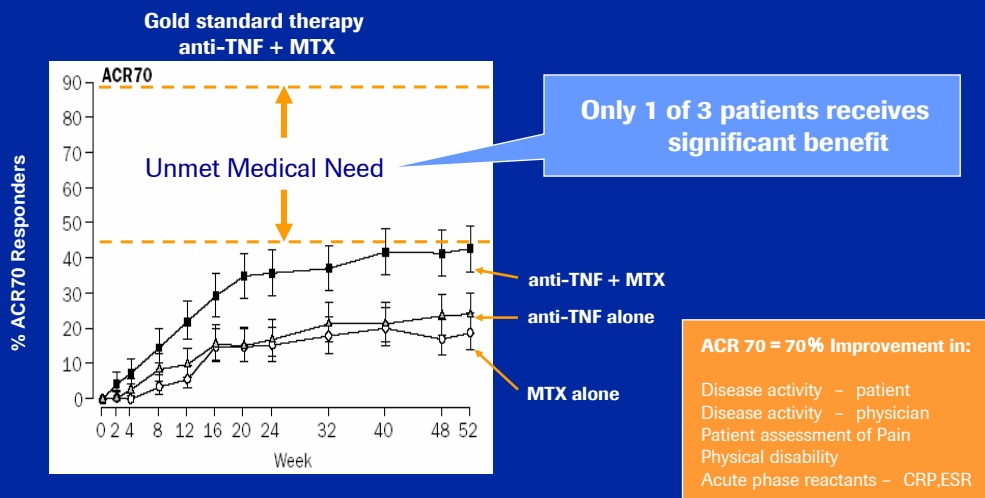 Gold standard therapy
anti-TNF + MTX
ACR70
90
80
70
60
50
40
30
20
10
0
% ACR70 Responders
Unmet Medical Need
0 2 4 8 12 16 20 24 32 40 48 52
Week
Only 1 of 3 patients receives
significant benefit
anti-TNF + MTX
anti-TNF alone
MTX alone
ACR 70 = 70% Improvement in:
Disease activity – patient
Disease activity – physician
Patient assessment of Pain
Physical disability
Acute phase reactants – CRP,ESR